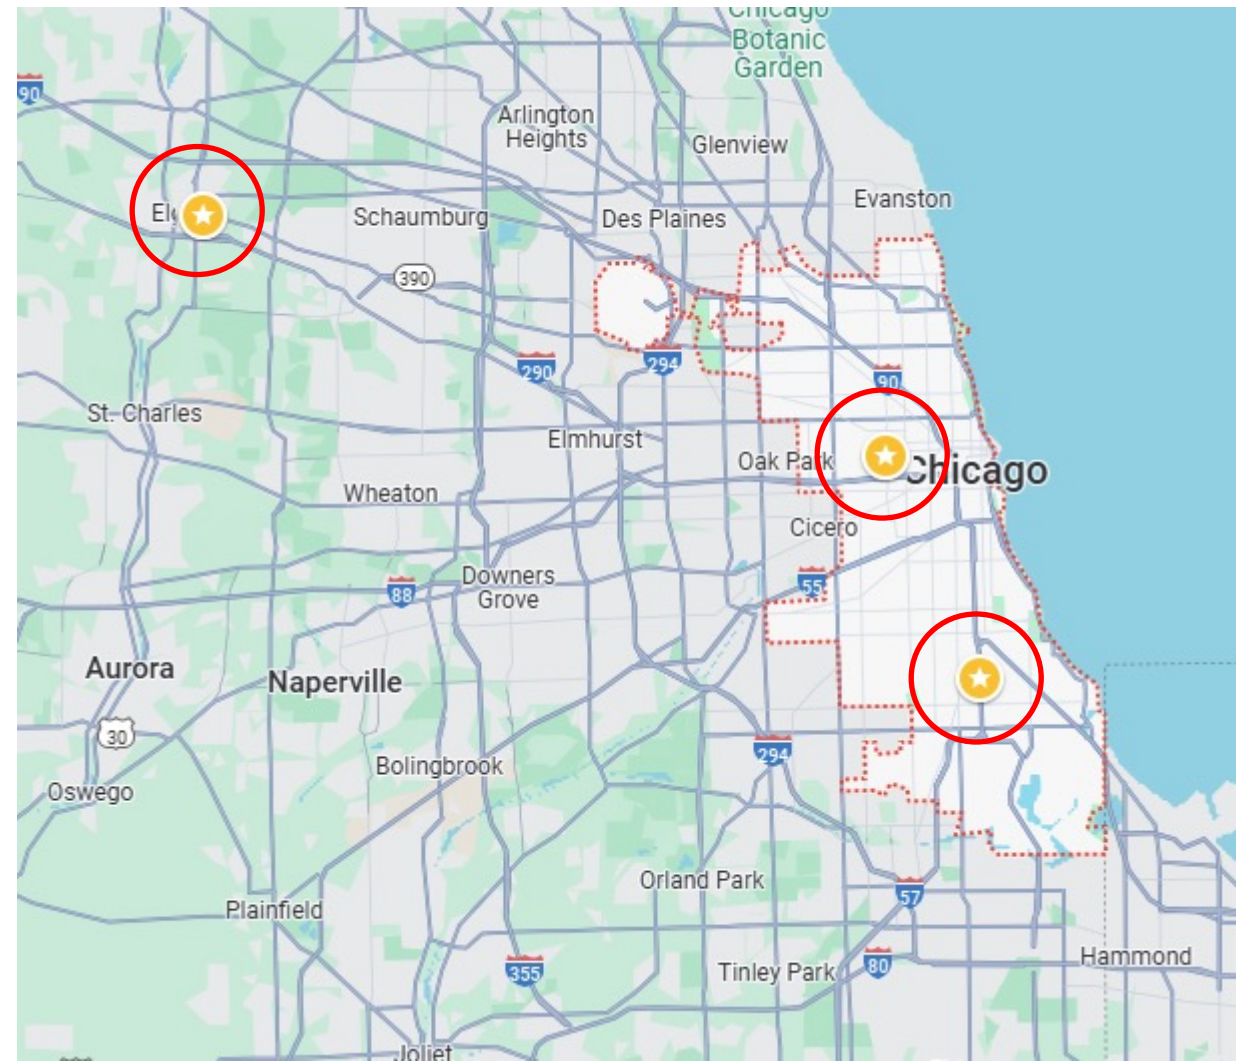 Chicago
Botanic
Garden
90
Arlington
Heights
Glenview
Evanston
Schaumburg
Des Plaines
390
294
290
90
St. Charles
Elmhurst
Oak Park
Chicago
Wheaton
Cicero
Downers
Grove
55
88
Aurora
Naperville
30
294
Bolingbrook
Oswego
Orland Park
57
Plainfield
Hammond
80
Tinley Park
355
Joliet